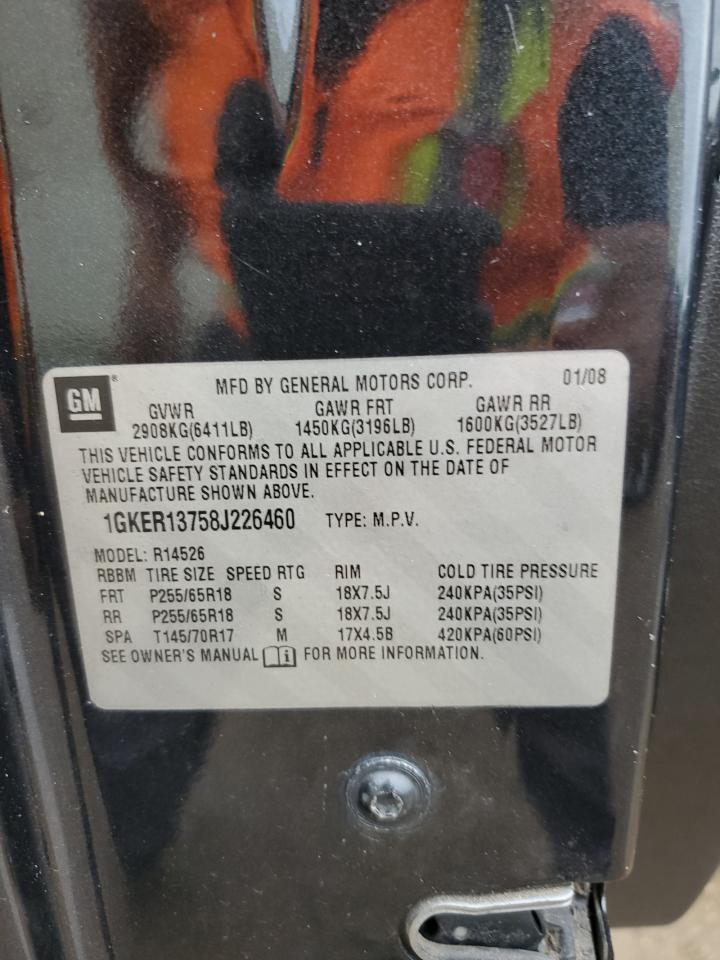 GM® MFD BY GENERAL MOTORS CORP. 01/08
GVWR GAWR FRT GAWR RR
2908KG(6411LB) 1450KG(3196LB) 1600KG(3527LB)
THIS VEHICLE CONFORMS TO ALL APPLICABLE U.S. FEDERAL MOTOR
VEHICLE SAFETY STANDARDS IN EFFECT ON THE DATE OF
MANUFACTURE SHOWN ABOVE.
1GKER13758J226460 TYPE: M.P.V.
MODEL: R14526
RBBM TIRE SIZE SPEED RTG RIM COLD TIRE PRESSURE
FRT P255/65R18 S 18X7.5J 240KPA(35PSI)
RR P255/65R18 S 18X7.5J 240KPA(35PSI)
SPA T145/70R17 M 17X4.5B 420KPA(60PSI)
SEE OWNER'S MANUAL i FOR MORE INFORMATION.